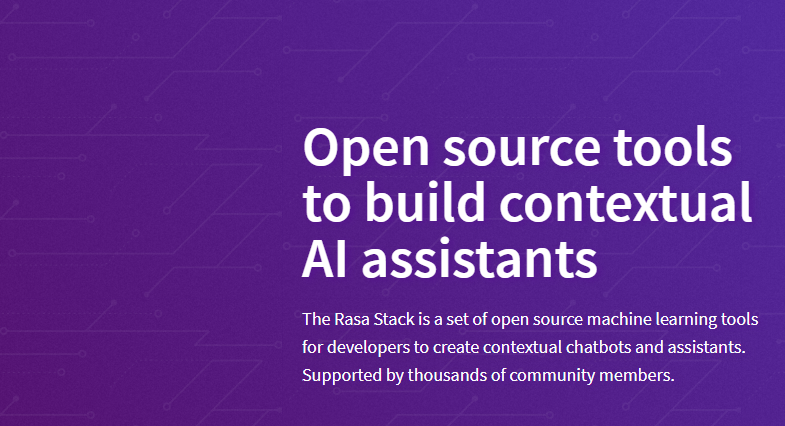 Open source tools
to build contextual
AI assistants
The Rasa Stack is a set of open source machine learning tools
for developers to create contextual chatbots and assistants.
Supported by thousands of community members.